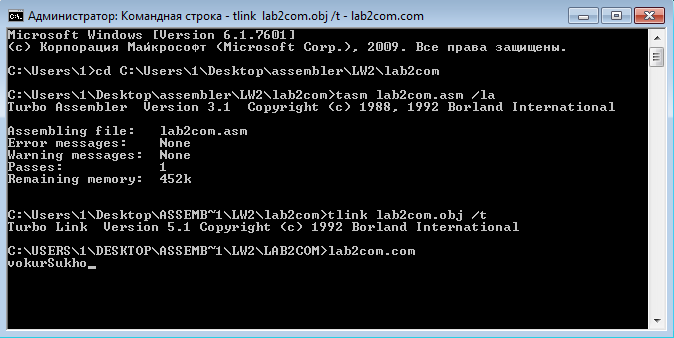 Администратор: Командная строка - tlink lab2com.obj /t - lab2com.com
Microsoft Windows [Version 6.1.7601]
(c) Корпорация Майкрософт (Microsoft Corp.), 2009. Все права защищены.
C:\Users\1>cd C:\Users\1\Desktop\assembler\LW2\lab2com
C:\Users\1\Desktop\assembler\LW2\lab2com>tasm lab2com.asm /la
Turbo Assembler  Version 3.1  Copyright (c) 1988, 1992 Borland International
Assembling file:   lab2com.asm
Error messages:    None
Warning messages:  None
Passes:            1
Remaining memory:  452k
C:\Users\1\Desktop\ASSEMB~1\LW2\lab2com>tlink lab2com.obj /t
Turbo Link  Version 5.1 Copyright (c) 1992 Borland International
C:\USERS\1\DESKTOP\ASSEMB~1\LW2\LAB2COM>lab2com.com
vokurSukho_